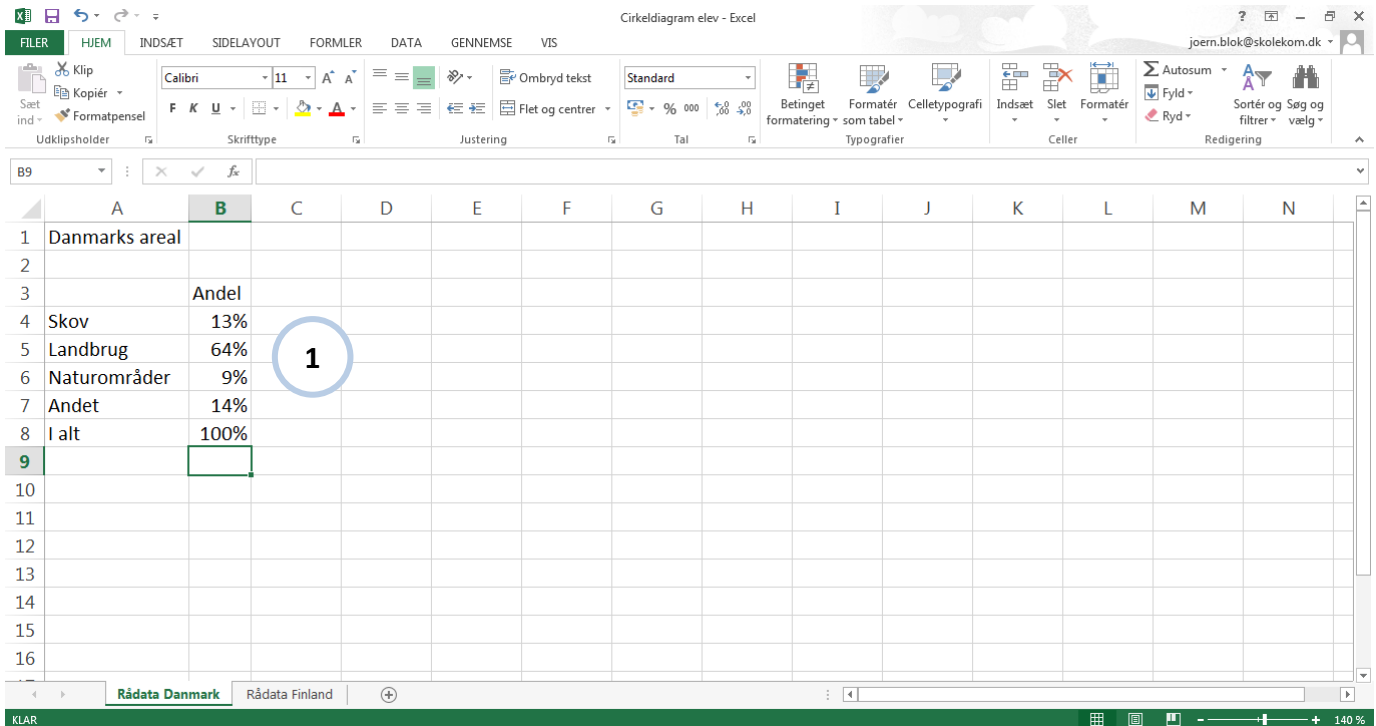 Cirkeldiagram elev - Excel
?
FILER HJEM INDSÆT SIDELAYOUT FORMLER DATA GENNEMSE VIS joern.blok@skolekom.dk
Sæt ind
Klip
Kopiér
Formatpensel
Udklipsholder
Calibri 11
F K U
Skrifttype
Ombryd tekst
Flet og centrer
Justering
Standard
% 000
Tal
Betinget formatering
Formatér som tabel
Celletypografi
Typografier
Indsæt Slet Formatér
Celler
Autosum
Fyld
Ryd
Sortér og filtrer
Søg og vælg
Redigering
B9 fx
A B C D E F G H I J K L M N
1 Danmarks areal
2
3 Andel
4 Skov 13%
5 Landbrug 64%
6 Naturområder 9%
7 Andet 14%
8 I alt 100%
9
10
11
12
13
14
15
16
1
Rådata Danmark Rådata Finland
KLAR 140 %